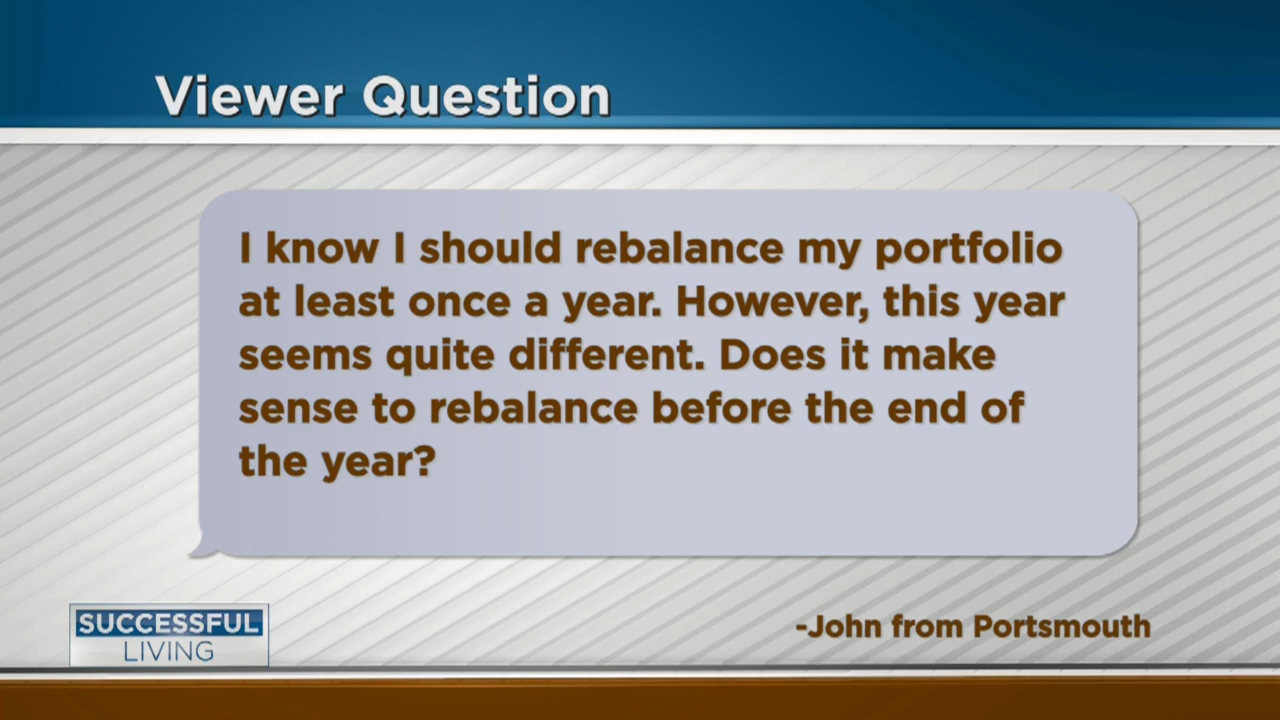 Viewer Question
I know I should rebalance my portfolio
at least once a year. However, this year
seems quite different. Does it make
sense to rebalance before the end of
the year?
SUCCESSFUL
LIVING
-John from Portsmouth